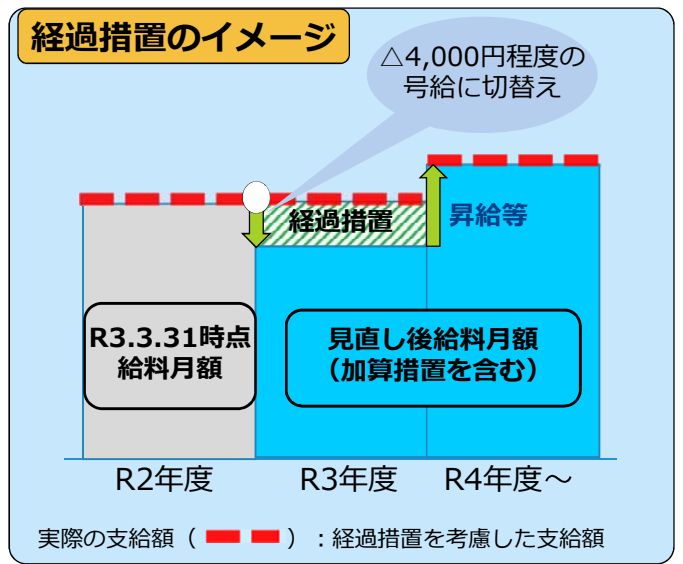 経過措置のイメージ
△4,000円程度の
号給に切替え
経過措置
昇給等
R3.3.31時点
給料月額
見直し後給料月額
（加算措置を含む）
R2年度
R3年度
R4年度～
実際の支給額（ ）：経過措置を考慮した支給額